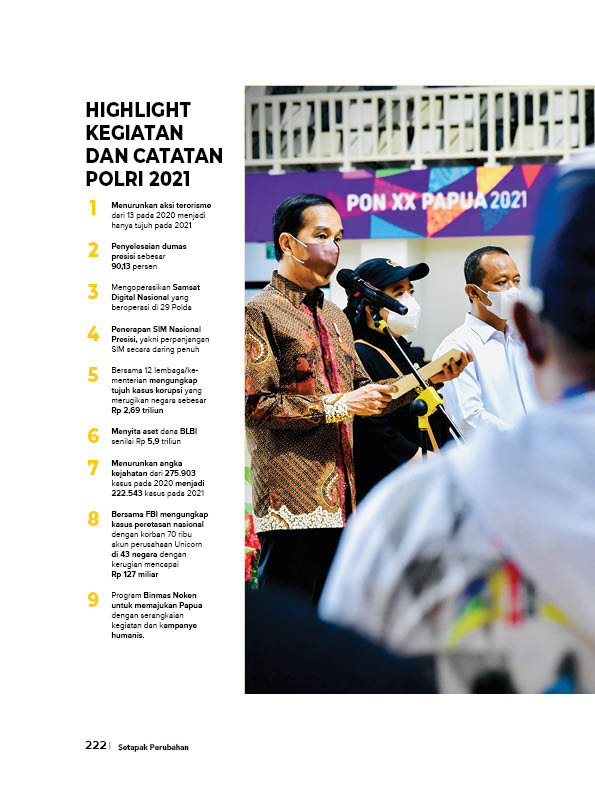 HIGHLIGHT
KEGIATAN
DAN CATATAN
POLRI 2021
1 Menurunkan aksi terorisme
dari 13 pada 2020 menjadi
hanya tujuh pada 2021
2 Penyelesaian dumas
presisi sebesar
90,13 persen
3 Mengoperasikan Samsat
Digital Nasional yang
beroperasi di 29 Polda
4 Penerapan SIM Nasional
Presisi, yakni perpanjangan
SIM secara daring penuh
5 Bersama 12 lembaga/ke-
menterian mengungkap
tujuh kasus korupsi yang
merugikan negara sebesar
Rp 2,69 triliun
6 Menyita aset dana BLBI
senilai Rp 5,9 triliun
7 Menurunkan angka
kejahatan dari 275.903
kasus pada 2020 menjadi
222.543 kasus pada 2021
8 Bersama FBI mengungkap
kasus peretasan nasional
dengan korban 70 ribu
akun perusahaan Unicorn
di 43 negara dengan
kerugian mencapai
Rp 127 miliar
9 Program Binmas Noken
untuk memajukan Papua
dengan serangkaian
kegiatan dan kampanye
humanis.
PON XX PAPUA 2021
222 | Setapak Perubahan